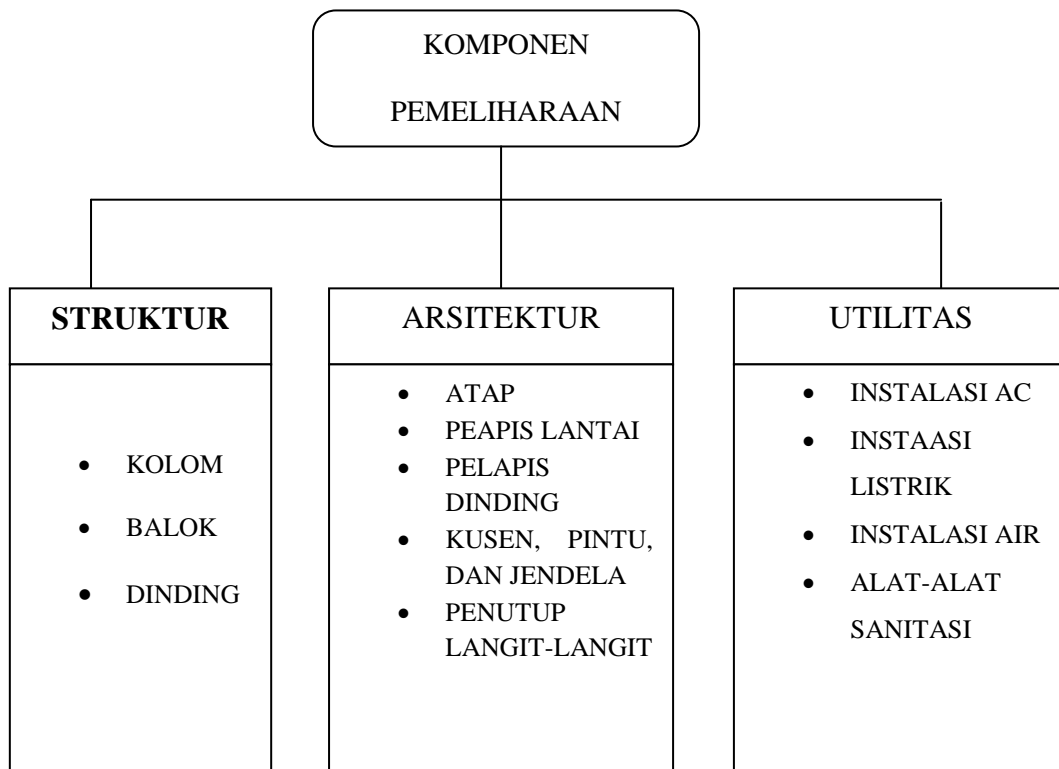 KOMPONEN
PEMELIHARAAN
STRUKTUR
• KOLOM
• BALOK
• DINDING
ARSITEKTUR
• ATAP
• PEAPIS LANTAI
• PELAPIS
DINDING
• KUSEN, PINTU,
DAN JENDELA
• PENUTUP
LANGIT-LANGIT
UTILITAS
• INSTALASI AC
• INSTAASI
LISTRIK
• INSTALASI AIR
• ALAT-ALAT
SANITASI